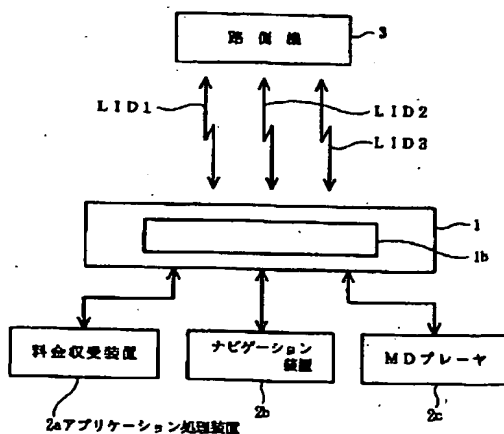 路側機
3
LID1
LID2
LID3
1
1b
料金収受装置
ナビゲーション
装置
MDプレーヤ
2aアプリケーション処理装置
2b
2c